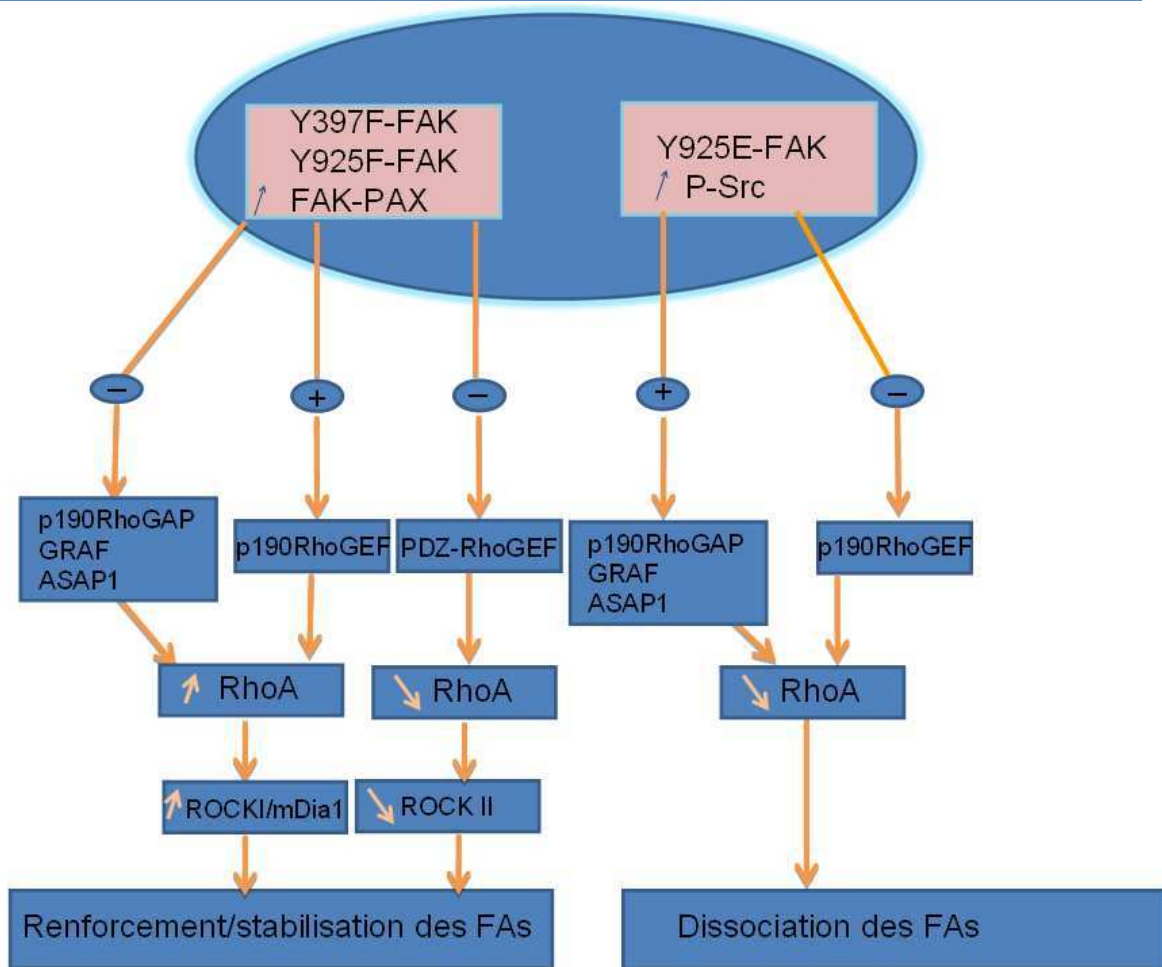 Y397F-FAK
Y925F-FAK
FAK-PAX
Y925E-FAK
P-Src
−
+
−
+
−
p190RhoGAP
GRAF
ASAP1
p190RhoGEF
PDZ-RhoGEF
p190RhoGAP
GRAF
ASAP1
p190RhoGEF
RhoA
RhoA
RhoA
ROCKI/mDia1
ROCK II
Renforcement/stabilisation des FAs
Dissociation des FAs